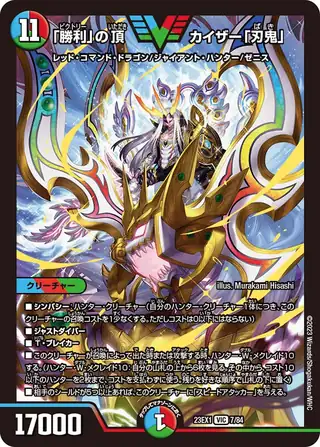 11
「勝利」の頂 カイザー「刃鬼」
ビクトリー いただき ばき
レッド・コマンド・ドラゴン/ジャイアント・ハンター/ゼニス
illus. Murakami Hisashi
クリーチャー
■シンパシー:ハンター・クリーチャー(自分のハンター・クリーチャー1体につき、この
クリーチャーの召喚コストを1少なくする。ただしコストは0以下にはならない)
■ジャストダイバー
■T・ブレイカー
■このクリーチャーが召喚によって出た時または攻撃する時、ハンター・W・メクレイド10
する。(ハンター・W・メクレイド10:自分の山札の上から6枚を見る。その中から、コスト10
以下のハンターを2枚まで、コストを支払わずに使う。残りを好きな順序で山札の下に置く)
■相手のシールドが5つ以上あれば、このクリーチャーに「スピードアタッカー」を与える。
17000
1
23EX1 VIC 7/84
©2023 Wizards/Shogakukan/WHC